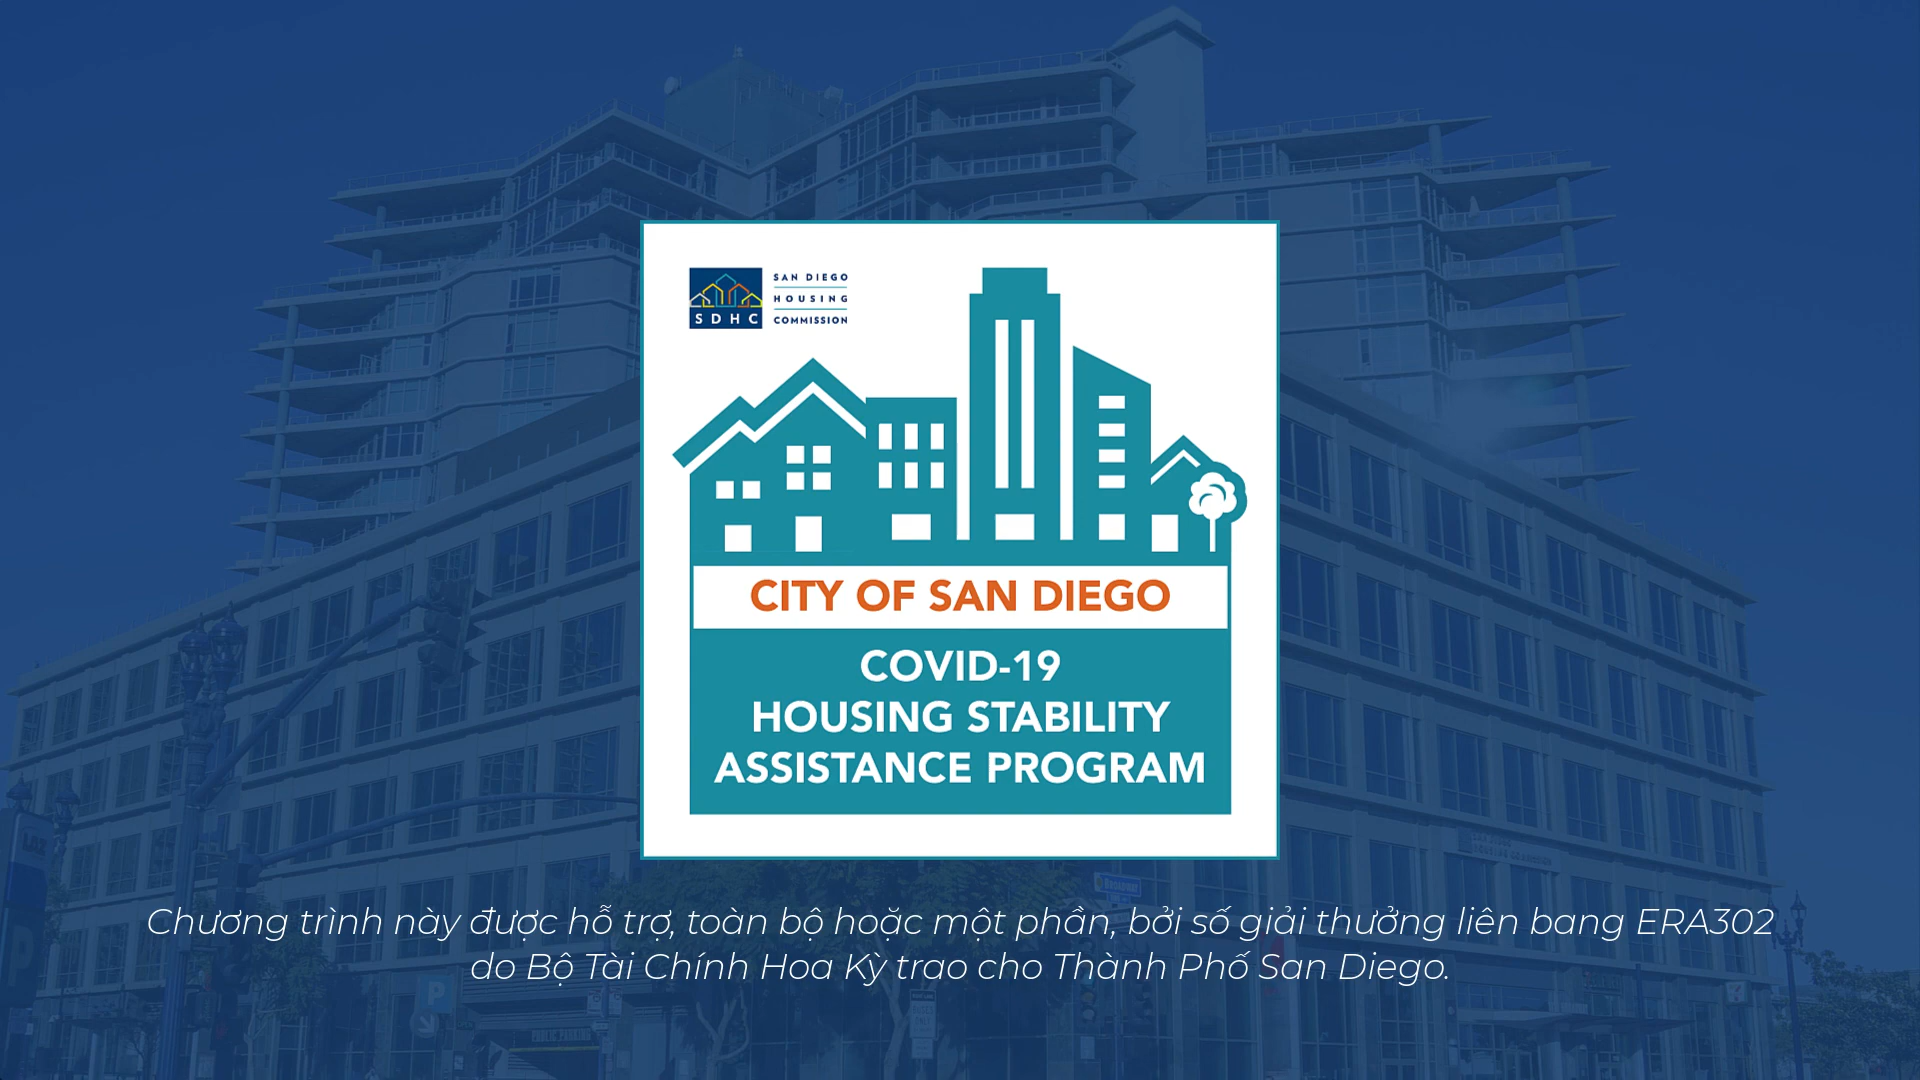 SAN DIEGO
HOUSING
COMMISSION
SDHC
CITY OF SAN DIEGO
COVID-19
HOUSING STABILITY
ASSISTANCE PROGRAM
BROADWAY
Chương trình này được hỗ trợ, toàn bộ hoặc một phần, bởi số giải thưởng liên bang ERA302
do Bộ Tài Chính Hoa Kỳ trao cho Thành Phố San Diego.
P
P